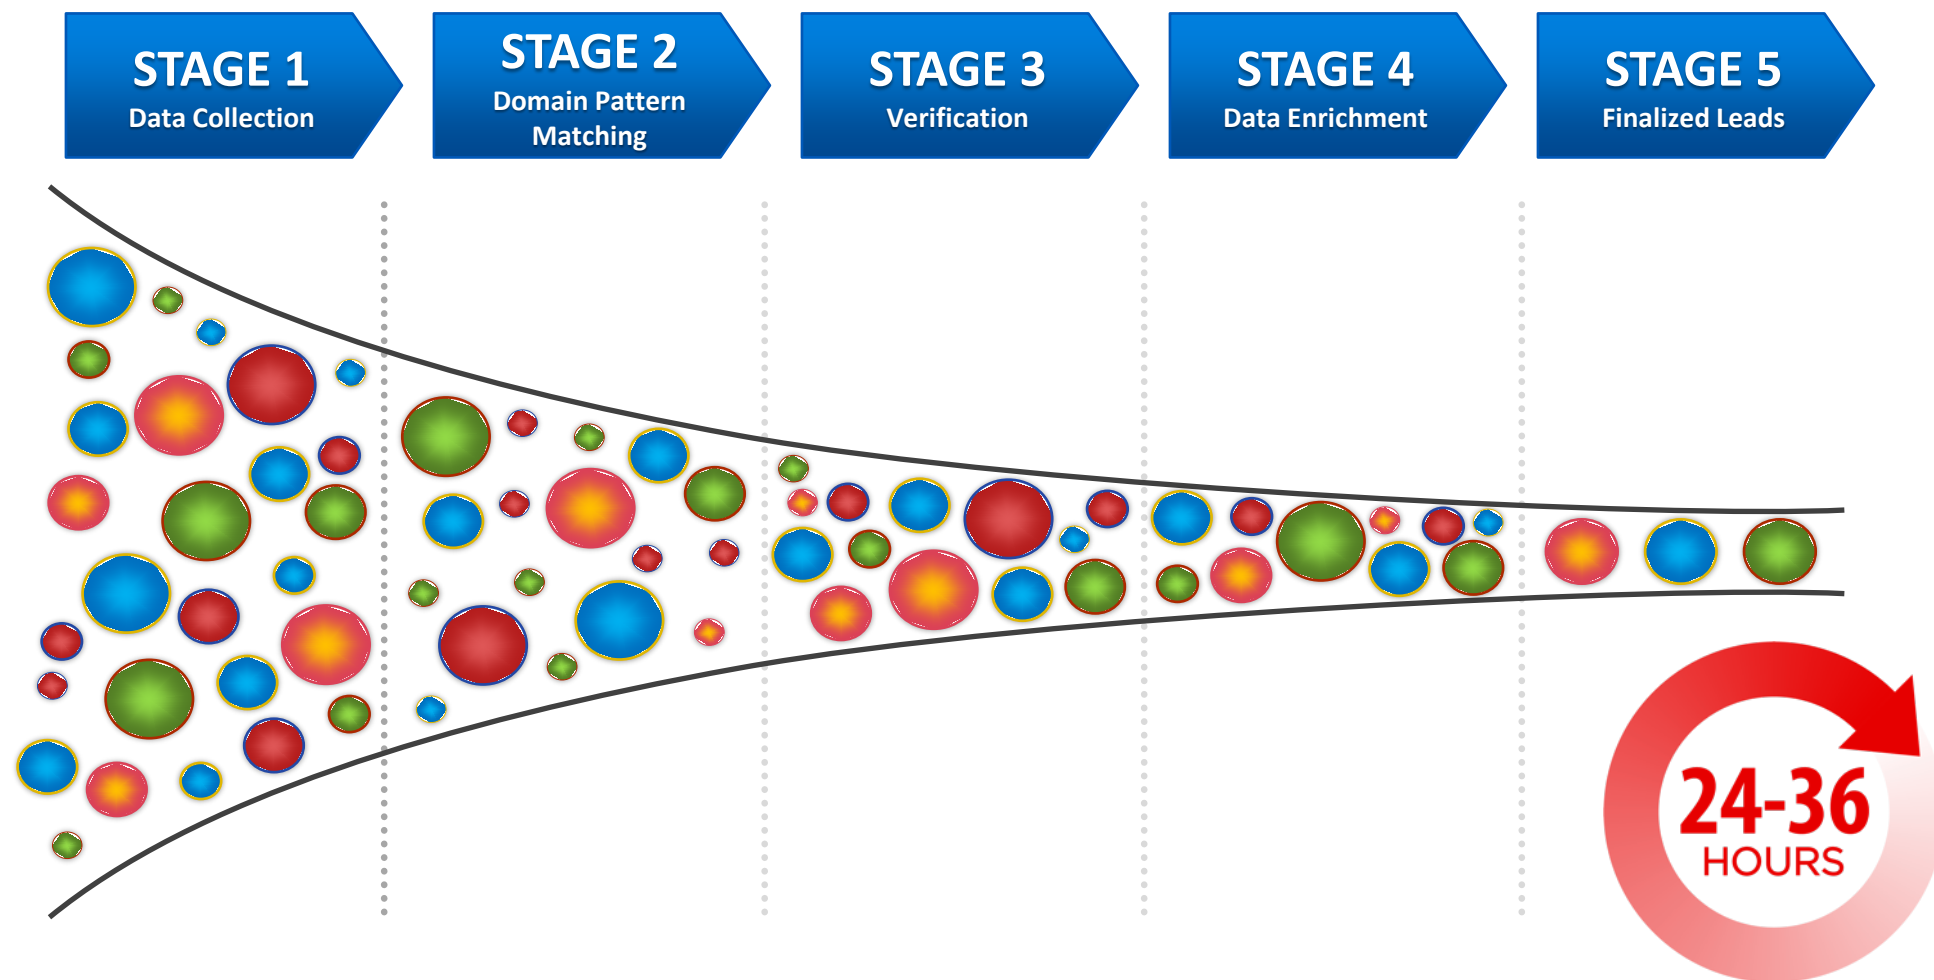 STAGE 1
Data Collection
STAGE 2
Domain Pattern
Matching
STAGE 3
Verification
STAGE 4
Data Enrichment
STAGE 5
Finalized Leads
24-36
HOURS